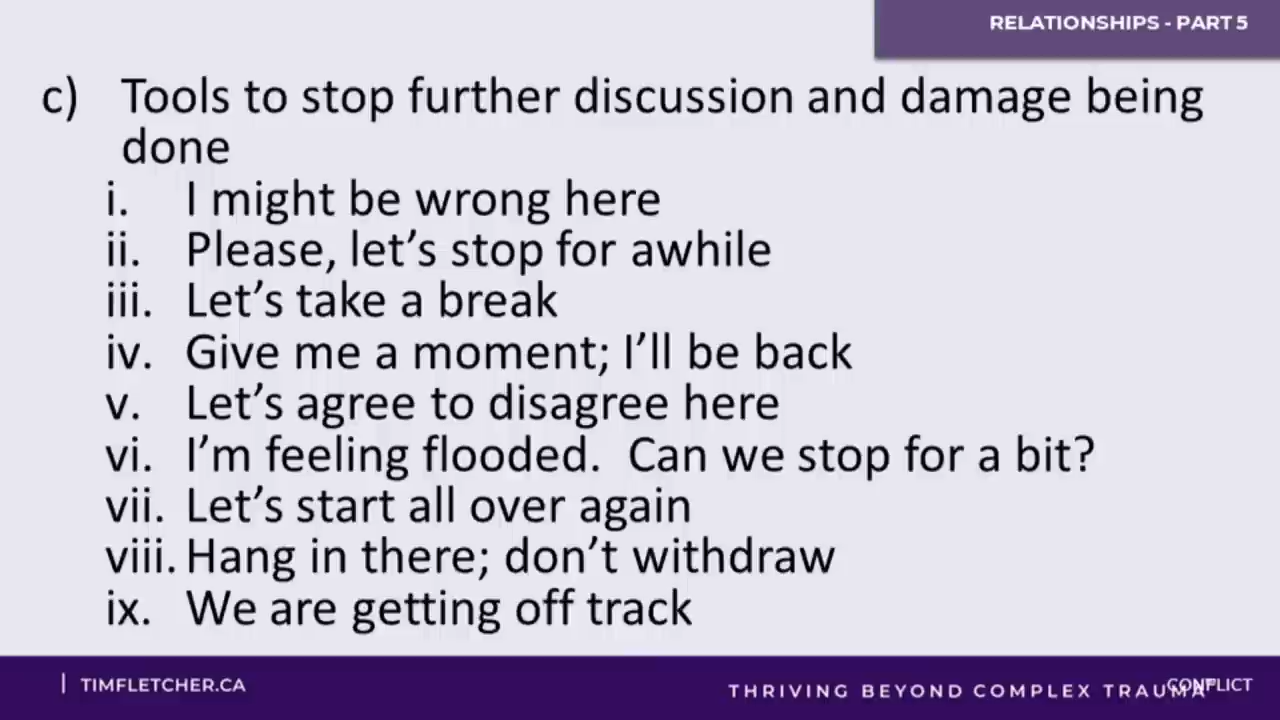 RELATIONSHIPS - PART 5
c) Tools to stop further discussion and damage being
done
i. I might be wrong here
ii. Please, let’s stop for awhile
iii. Let’s take a break
iv. Give me a moment; I’ll be back
v. Let’s agree to disagree here
vi. I’m feeling flooded.  Can we stop for a bit?
vii. Let’s start all over again
viii. Hang in there; don’t withdraw
ix. We are getting off track
| TIMFLETCHER.CA
THRIVING BEYOND COMPLEX TRAUMA
CONFLICT